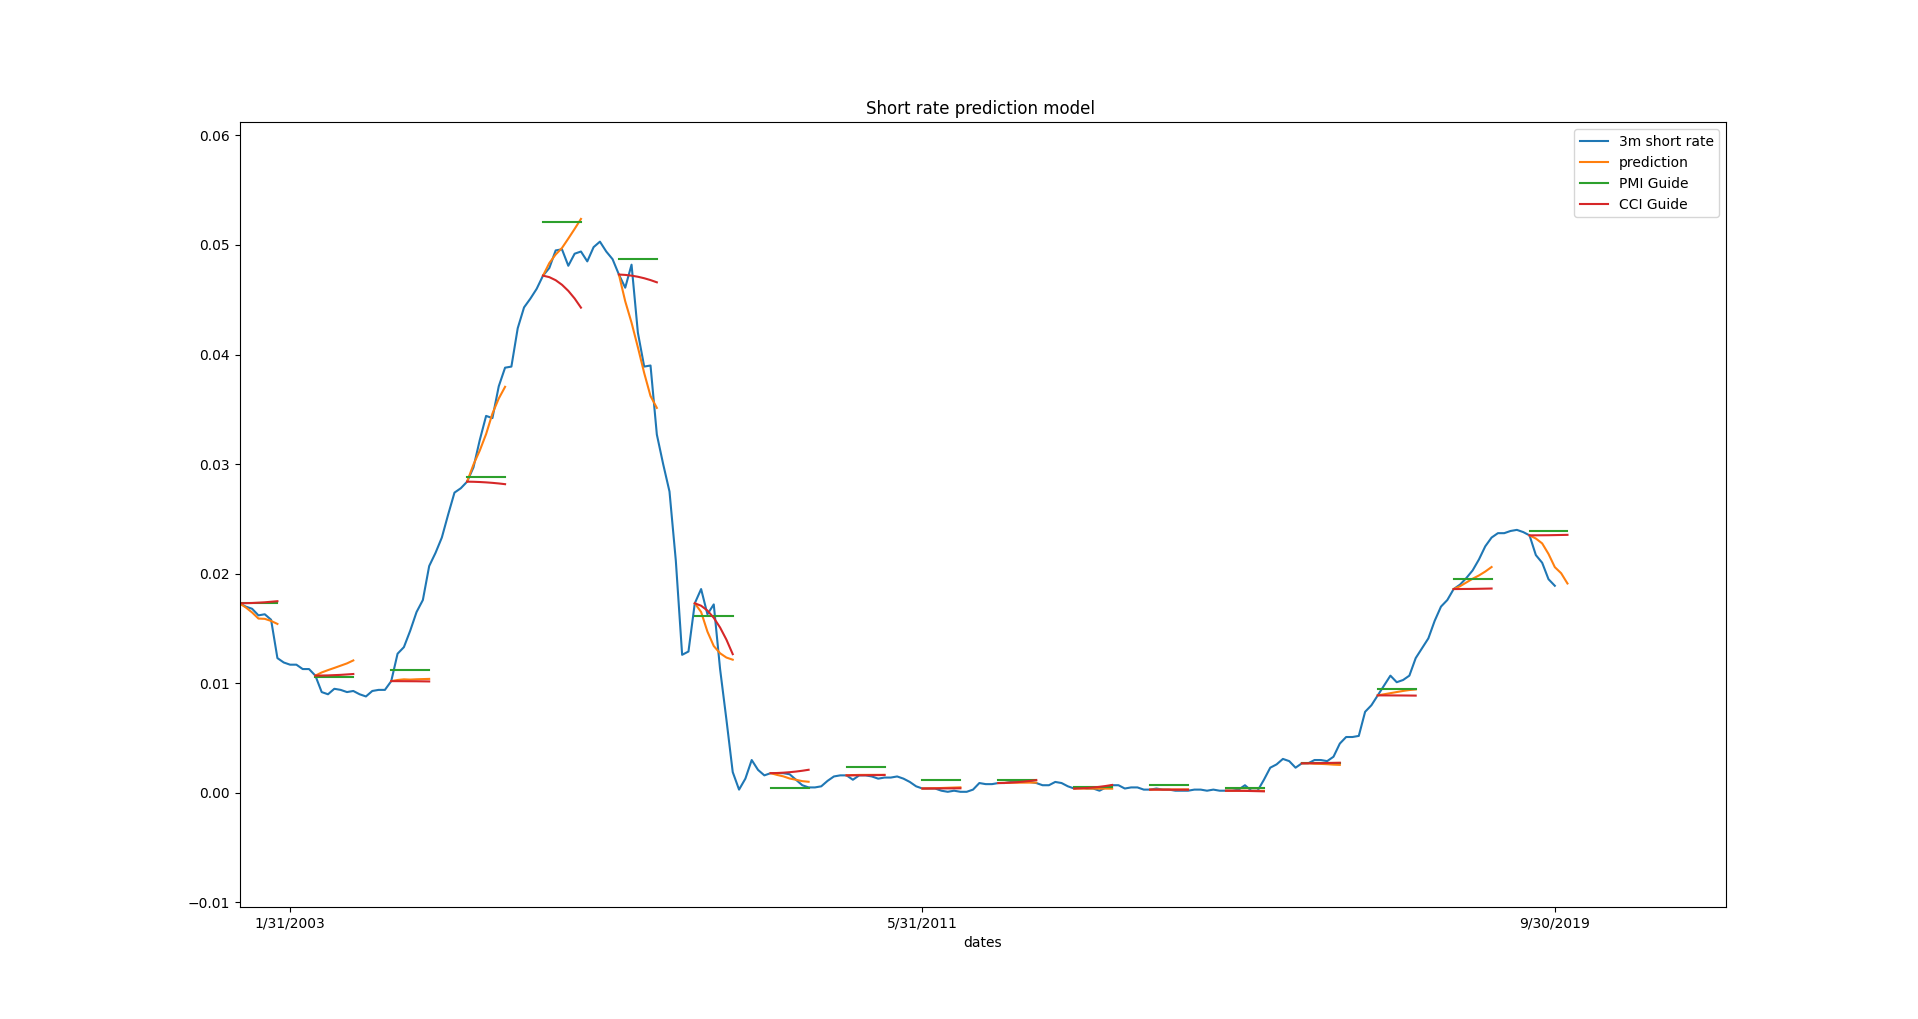 Short rate prediction model
3m short rate
prediction
PMI Guide
CCI Guide
0.06
0.05
0.04
0.03
0.02
0.01
0.00
−0.01
1/31/2003
5/31/2011
9/30/2019
dates